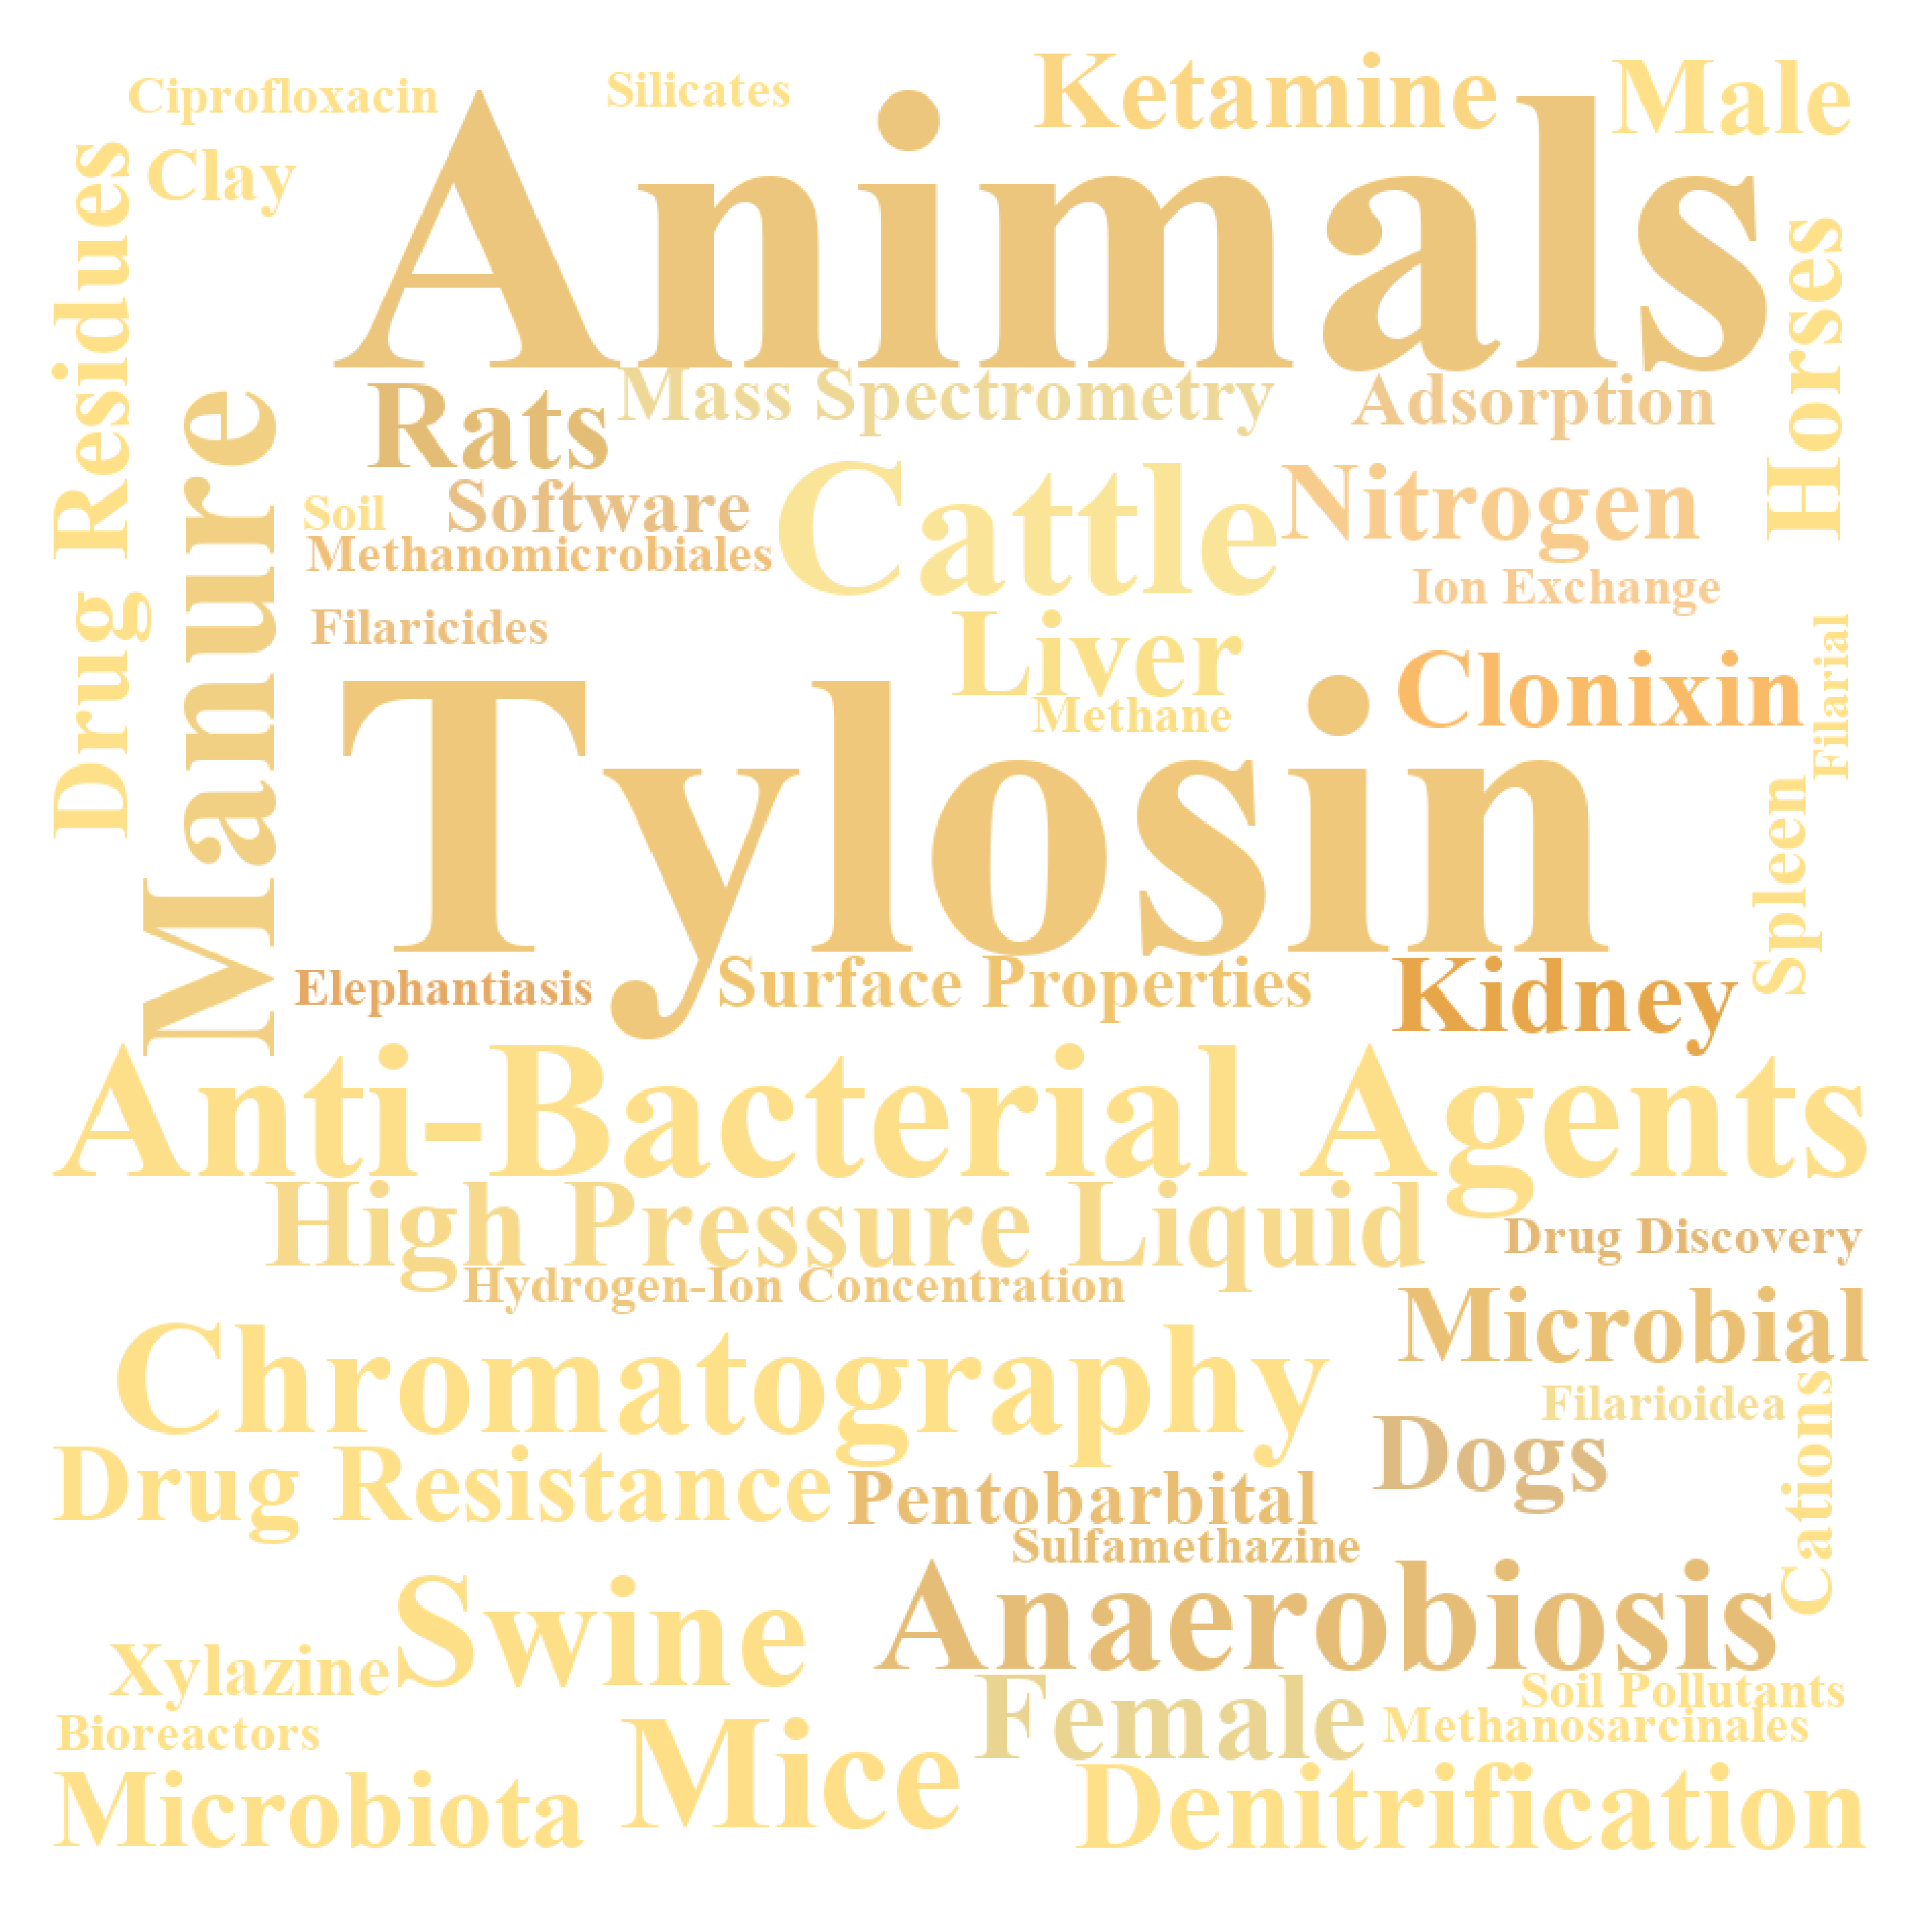 Ciprofloxacin
Silicates
Ketamine
Male
Clay
Animals
Drug Residues
Horses
Manure
Rats
Mass Spectrometry
Adsorption
Soil
Software
Cattle
Nitrogen
Methanomicrobiales
Ion Exchange
Filaricides
Liver
Filarial
Clonixin
Methane
Tylosin
Spleen
Elephantiasis
Surface Properties
Kidney
Anti-Bacterial Agents
High Pressure Liquid
Drug Discovery
Hydrogen-Ion Concentration
Microbial
Chromatography
Filarioidea
Cations
Dogs
Drug Resistance
Pentobarbital
Sulfamethazine
Anaerobiosis
Swine
Xylazine
Female
Soil Pollutants
Methanosarcinales
Bioreactors
Mice
Microbiota
Denitrification